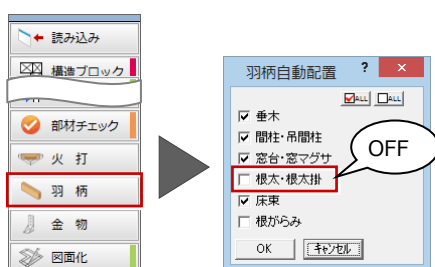 読み込み
構造ブロック
部材チェック
火 打
羽 柄
金 物
図面化
羽柄自動配置 ? ×
ALL ALL
垂木
間柱・吊間柱
窓台・窓マグサ
根太・根太掛
床束
根がらみ
OK キャンセル
OFF